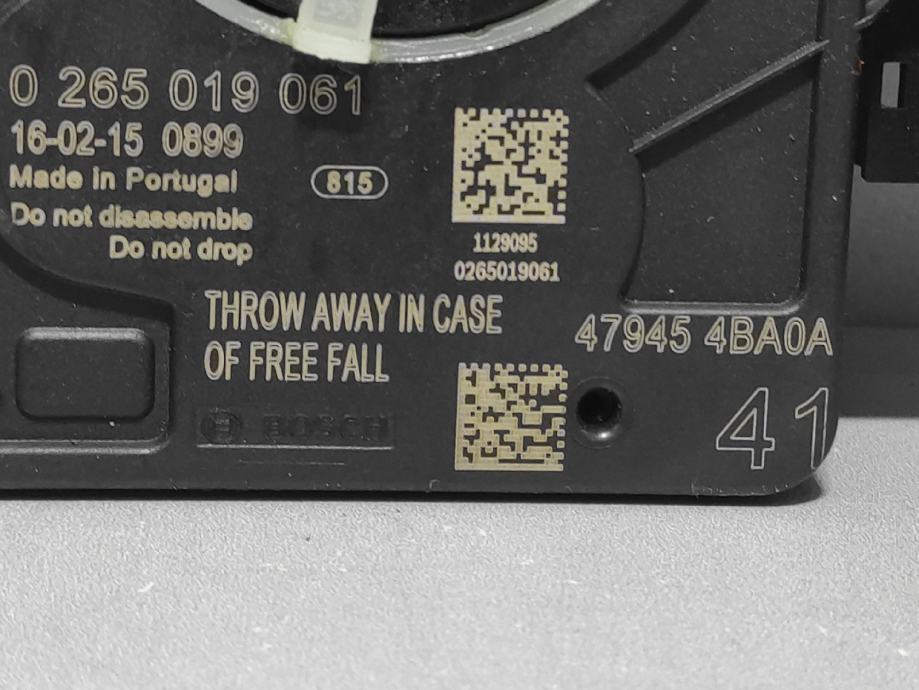 0 265 019 061
16-02-15 0899
Made in Portugal
815
Do not disassemble
Do not drop
1129095
0265019061
THROW AWAY IN CASE
OF FREE FALL
47945 4BA0A
BOSCH
41